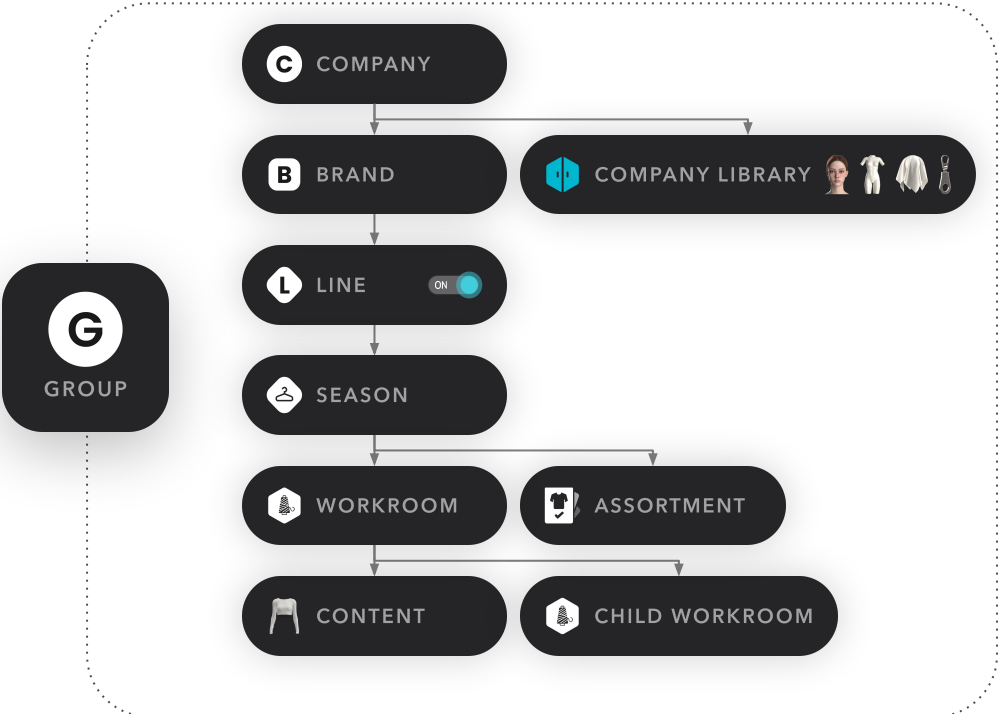 C COMPANY
B BRAND
COMPANY LIBRARY
L LINE ON
G
GROUP
SEASON
WORKROOM
ASSORTMENT
CONTENT
CHILD WORKROOM